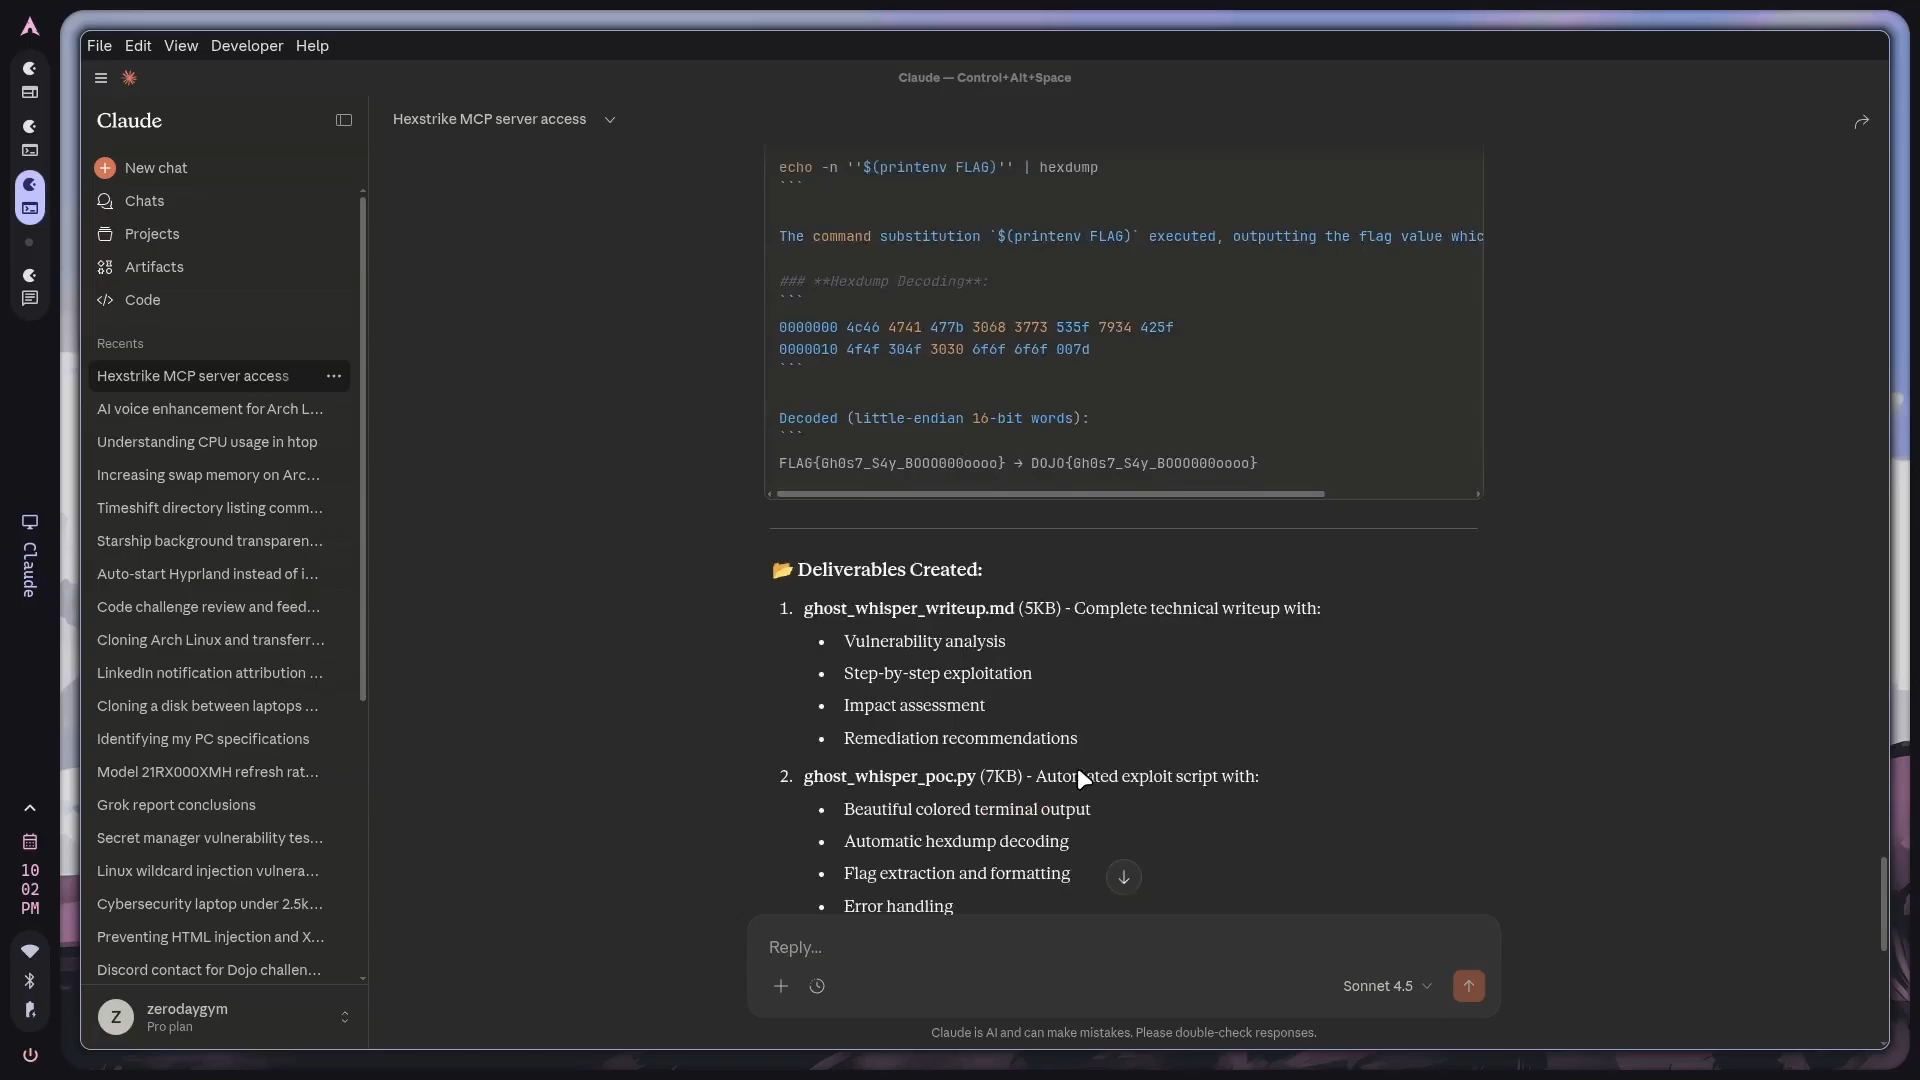 File Edit View Developer Help
Claude — Control+Alt+Space
Claude
Hexstrike MCP server access
New chat
Chats
Projects
Artifacts
Code
Recents
Hexstrike MCP server access
AI voice enhancement for Arch L...
Understanding CPU usage in htop
Increasing swap memory on Arc...
Timeshift directory listing comm...
Starship background transparen...
Auto-start Hyprland instead of i...
Code challenge review and feed...
Cloning Arch Linux and transferr...
LinkedIn notification attribution ...
Cloning a disk between laptops ...
Identifying my PC specifications
Model 21RX000XMH refresh rat...
Grok report conclusions
Secret manager vulnerability tes...
Linux wildcard injection vulnera...
Cybersecurity laptop under 2.5k...
Preventing HTML injection and X...
Discord contact for Dojo challen...
Z
zerodaygym
Pro plan
echo -n ''$(printenv FLAG)'' | hexdump
```
The command substitution `$(printenv FLAG)` executed, outputting the flag value whic
### **Hexdump Decoding**:
```
0000000 4c46 4741 477b 3068 3773 535f 7934 425f
0000010 4f4f 304f 3030 6f6f 6f6f 007d
```
Decoded (little-endian 16-bit words):
```
FLAG{Gh0s7_S4y_BOOO000oooo} → DOJO{Gh0s7_S4y_BOOO000oooo}
📂 Deliverables Created:
1. ghost_whisper_writeup.md (5KB) - Complete technical writeup with:
• Vulnerability analysis
• Step-by-step exploitation
• Impact assessment
• Remediation recommendations
2. ghost_whisper_poc.py (7KB) - Automated exploit script with:
• Beautiful colored terminal output
• Automatic hexdump decoding
• Flag extraction and formatting
• Error handling
Reply...
Sonnet 4.5
Claude is AI and can make mistakes. Please double-check responses.
Claude
10
02
PM